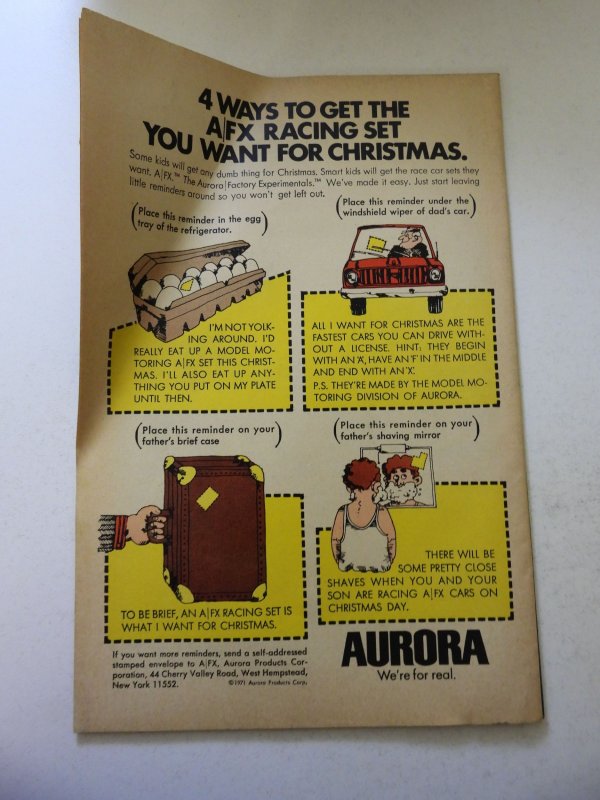 4 WAYS TO GET THE
A/FX RACING SET
YOU WANT FOR CHRISTMAS.
Some kids will get any dumb thing for Christmas. Smart kids will get the race car sets they
want, A/FX.™ The Aurora Factory Experimentals.™ We've made it easy. Just start leaving
little reminders around so you won't get left out.
(Place this reminder in the egg
tray of the refrigerator.)
I'M NOT YOLK-
ING AROUND. I'D
REALLY EAT UP A MODEL MO-
TORING A/FX SET THIS CHRIST-
MAS. I'LL ALSO EAT UP ANY-
THING YOU PUT ON MY PLATE
UNTIL THEN.
(Place this reminder under the
windshield wiper of dad's car.)
ALL I WANT FOR CHRISTMAS ARE THE
FASTEST CARS YOU CAN DRIVE WITH-
OUT A LICENSE. HINT: THEY BEGIN
WITH AN 'A', HAVE AN 'F' IN THE MIDDLE
AND END WITH AN 'X'.
P.S. THEY'RE MADE BY THE MODEL MO-
TORING DIVISION OF AURORA.
(Place this reminder on your
father's brief case)
TO BE BRIEF, AN A/FX RACING SET IS
WHAT I WANT FOR CHRISTMAS.
(Place this reminder on your
father's shaving mirror)
THERE WILL BE
SOME PRETTY CLOSE
SHAVES WHEN YOU AND YOUR
SON ARE RACING A/FX CARS ON
CHRISTMAS DAY.
If you want more reminders, send a self-addressed
stamped envelope to A/FX, Aurora Products Cor-
poration, 44 Cherry Valley Road, West Hempstead,
New York 11552.
©1971 Aurora Products Corp.
AURORA
We're for real.